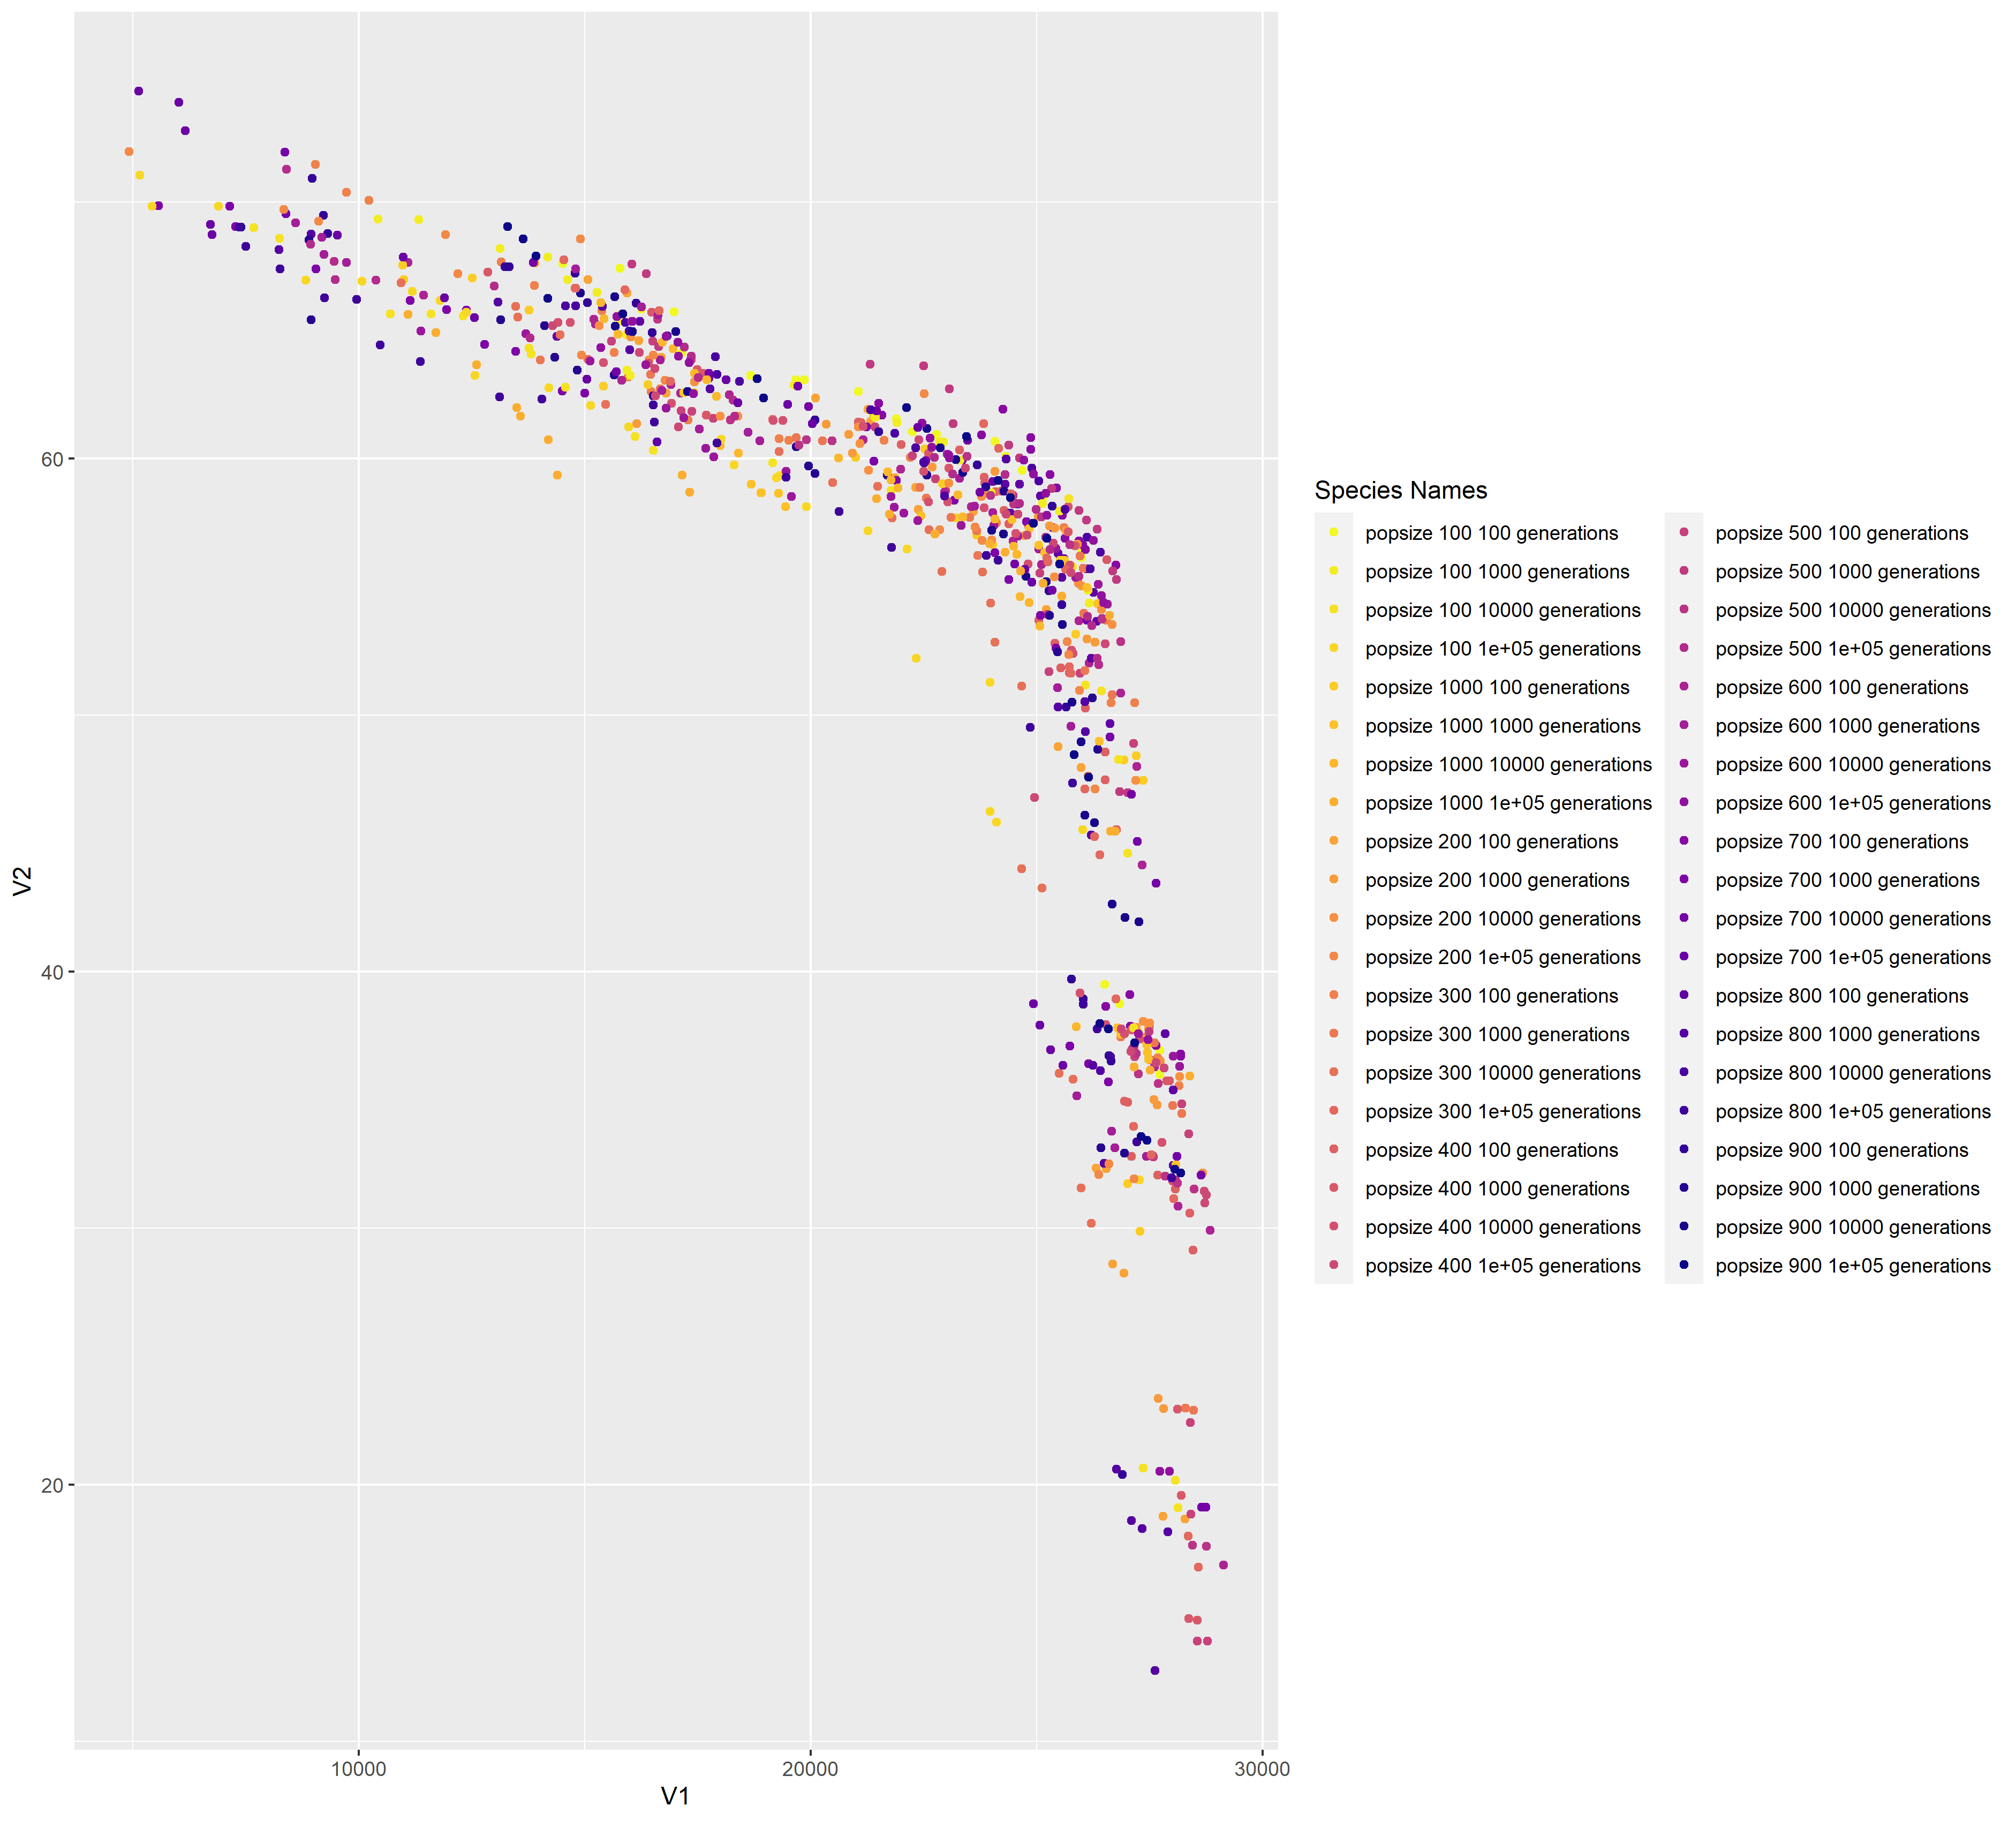 60
40
20
V2
10000
20000
30000
V1
Species Names
popsize 100 100 generations
popsize 100 1000 generations
popsize 100 10000 generations
popsize 100 1e+05 generations
popsize 1000 100 generations
popsize 1000 1000 generations
popsize 1000 10000 generations
popsize 1000 1e+05 generations
popsize 200 100 generations
popsize 200 1000 generations
popsize 200 10000 generations
popsize 200 1e+05 generations
popsize 300 100 generations
popsize 300 1000 generations
popsize 300 10000 generations
popsize 300 1e+05 generations
popsize 400 100 generations
popsize 400 1000 generations
popsize 400 10000 generations
popsize 400 1e+05 generations
popsize 500 100 generations
popsize 500 1000 generations
popsize 500 10000 generations
popsize 500 1e+05 generations
popsize 600 100 generations
popsize 600 1000 generations
popsize 600 10000 generations
popsize 600 1e+05 generations
popsize 700 100 generations
popsize 700 1000 generations
popsize 700 10000 generations
popsize 700 1e+05 generations
popsize 800 100 generations
popsize 800 1000 generations
popsize 800 10000 generations
popsize 800 1e+05 generations
popsize 900 100 generations
popsize 900 1000 generations
popsize 900 10000 generations
popsize 900 1e+05 generations